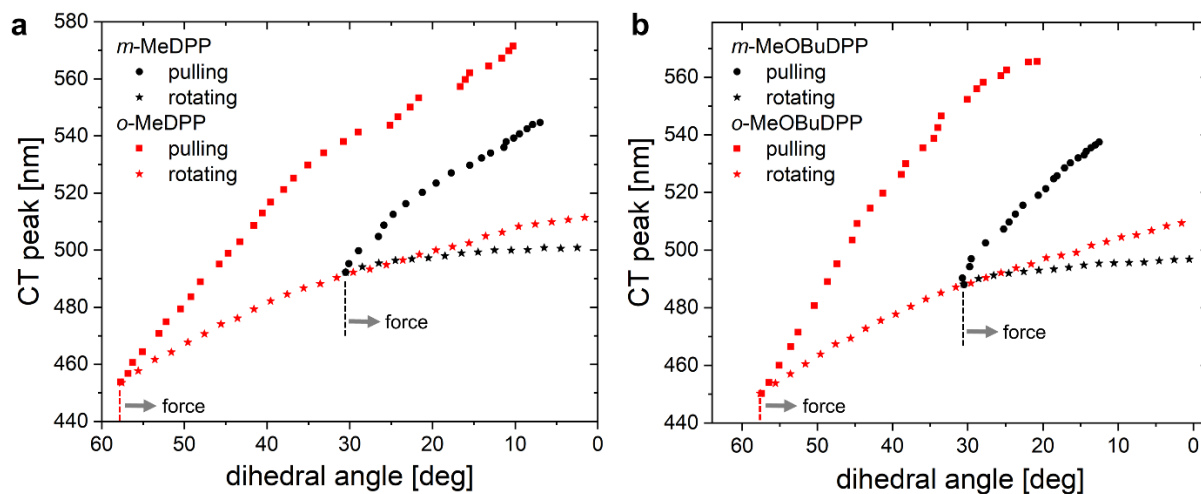 a
m-MeDPP
pulling
rotating
o-MeDPP
pulling
rotating
CT peak [nm]
580
560
540
520
500
480
460
440
force
force
60 50 40 30 20 10 0
dihedral angle [deg]
b
m-MeOBuDPP
pulling
rotating
o-MeOBuDPP
pulling
rotating
CT peak [nm]
560
540
520
500
480
460
440
force
force
60 50 40 30 20 10 0
dihedral angle [deg]